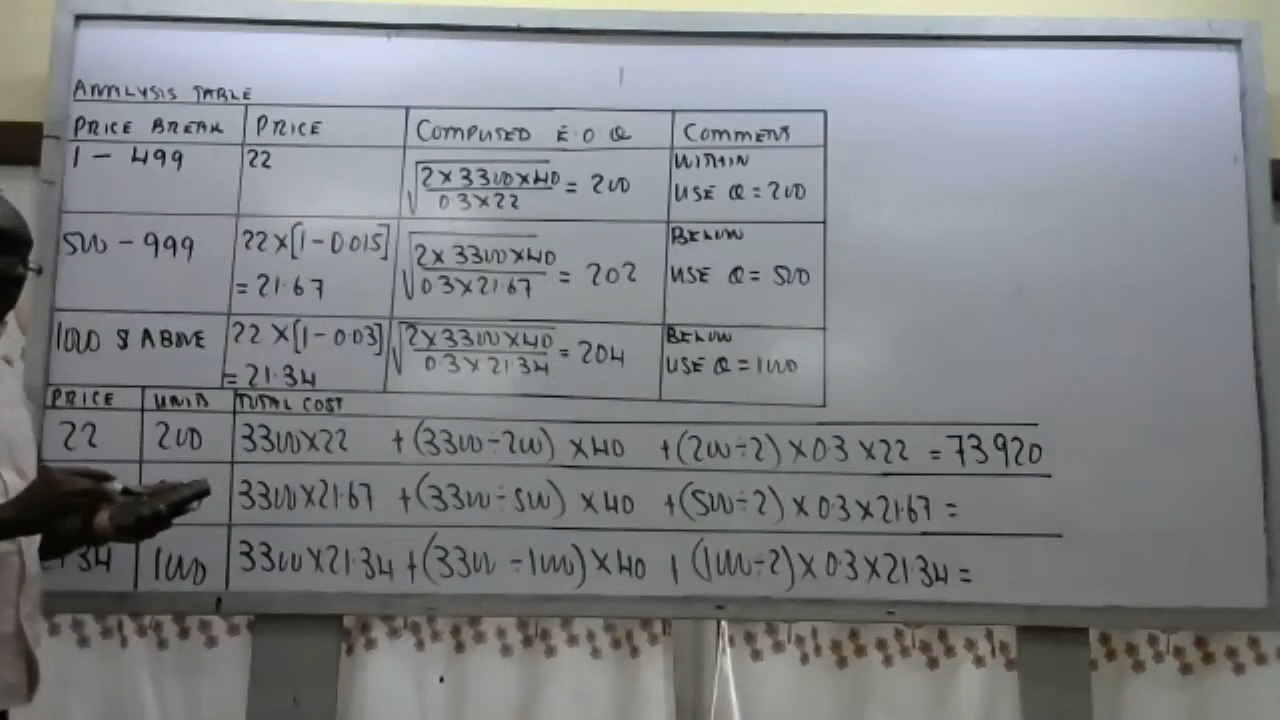 ANALYSIS TABLE
PRICE BREAK PRICE COMPUTED E.O Q COMMENT
1 - 499 22 √(2 × 3300 × 40 / 0.3 × 22) = 200 WITHIN
USE Q = 200
500 - 999 22 × [1 - 0.015] √(2 × 3300 × 40 / 0.3 × 21.67) = 202 BELOW
= 21.67 USE Q = 500
1000 & ABOVE 22 × [1 - 0.03] √(2 × 3300 × 40 / 0.3 × 21.34) = 204 BELOW
= 21.34 USE Q = 1000
PRICE UNITS TOTAL COST
22 200 3300 × 22 + (3300 ÷ 200) × 40 + (200 ÷ 2) × 0.3 × 22 = 73920
3300 × 21.67 + (3300 ÷ 500) × 40 + (500 ÷ 2) × 0.3 × 21.67 =
.34 1000 3300 × 21.34 + (3300 ÷ 1000) × 40 + (1000 ÷ 2) × 0.3 × 21.34 =